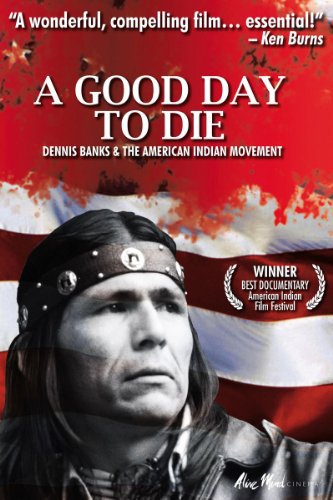 “A wonderful, compelling film... essential!”
– Ken Burns
A GOOD DAY
TO DIE
DENNIS BANKS & THE AMERICAN INDIAN MOVEMENT
WINNER
BEST DOCUMENTARY
American Indian
Film Festival
Alive Mind CINEMA